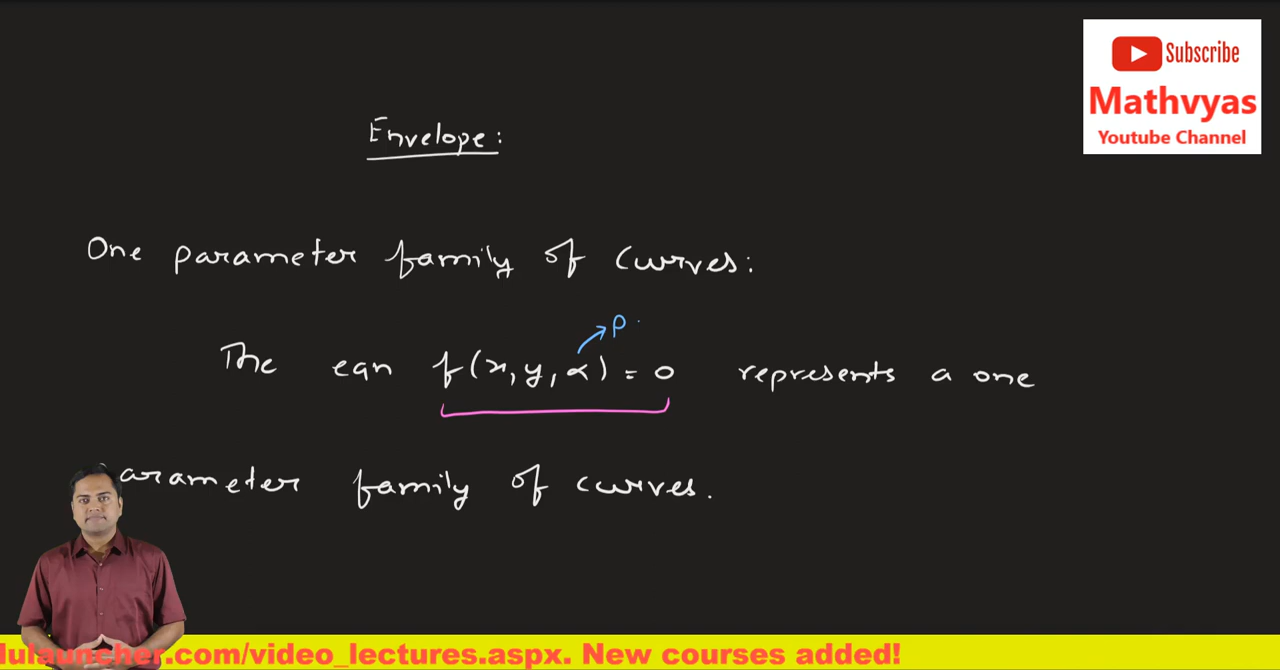 Subscribe
Mathvyas
Youtube Channel
Envelope:
One parameter family of curves:
P
The eqn f(x, y, α) = 0 represents a one
parameter family of curves.
.com/video_lectures.aspx. New courses added!